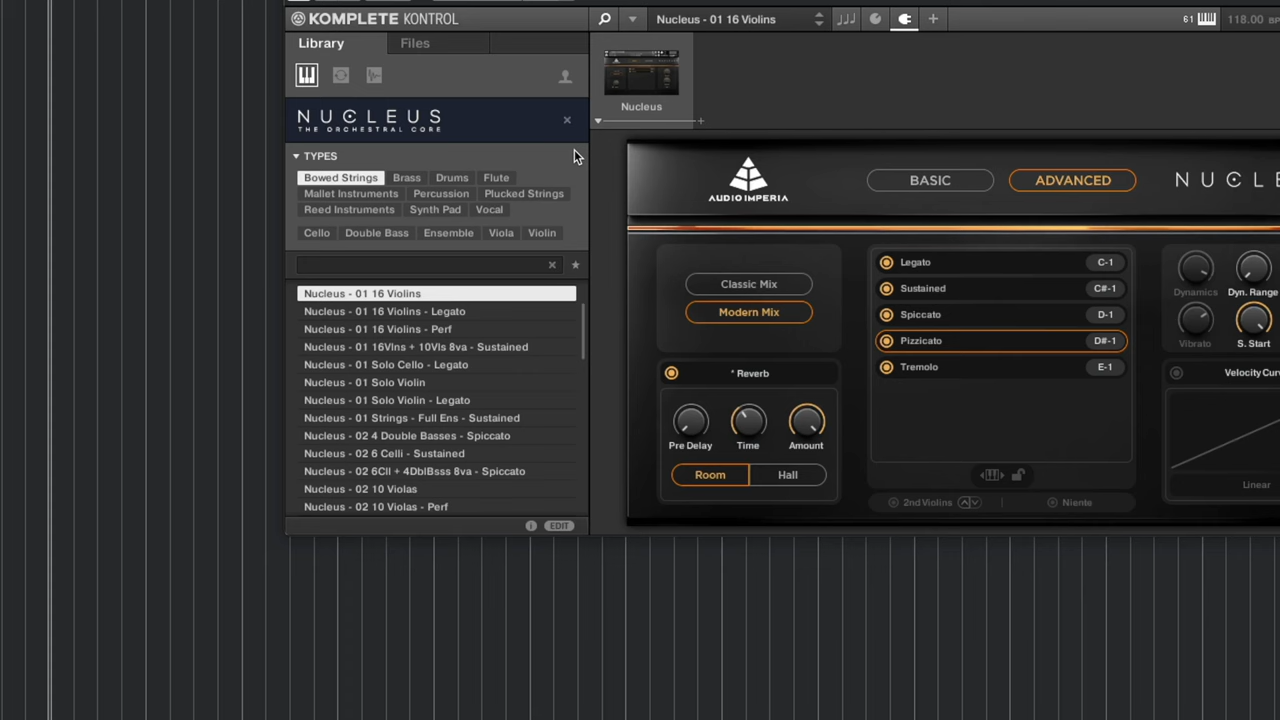 KOMPLETE KONTROL
Nucleus - 01 16 Violins
61
118.00
Library
Files
Nucleus
NUCLEUS
THE ORCHESTRAL CORE
TYPES
Bowed Strings Brass Drums Flute
Mallet Instruments Percussion Plucked Strings
Reed Instruments Synth Pad Vocal
Cello Double Bass Ensemble Viola Violin
Nucleus - 01 16 Violins
Nucleus - 01 16 Violins - Legato
Nucleus - 01 16 Violins - Perf
Nucleus - 01 16Vlns + 10Vls 8va - Sustained
Nucleus - 01 Solo Cello - Legato
Nucleus - 01 Solo Violin
Nucleus - 01 Solo Violin - Legato
Nucleus - 01 Strings - Full Ens - Sustained
Nucleus - 02 4 Double Basses - Spiccato
Nucleus - 02 6 Celli - Sustained
Nucleus - 02 6Cll + 4DblBsss 8va - Spiccato
Nucleus - 02 10 Violas
Nucleus - 02 10 Violas - Perf
EDIT
AUDIO IMPERIA
BASIC
ADVANCED
NUCLE
Classic Mix
Modern Mix
* Reverb
Pre Delay Time Amount
Room Hall
Legato C-1
Sustained C#-1
Spiccato D-1
Pizzicato D#-1
Tremolo E-1
2nd Violins
Niente
Dynamics Dyn. Range
Vibrato S. Start
Velocity Curv
Linear